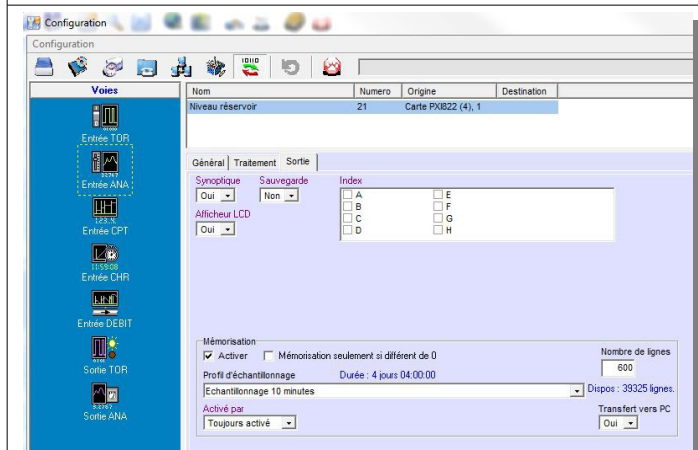 Configuration
Configuration
Voies
Entrée TOR
Entrée ANA
Entrée CPT
Entrée CHR
Entrée DEBIT
Sortie TOR
Sortie ANA
Nom Numero Origine Destination
Niveau réservoir 21 Carte PXI822 (4), 1
Général Traitement Sortie
Synoptique Sauvegarde Index
Oui Non A E
B F
Afficheur LCD C G
Oui D H
Mémorisation
Activer Mémorisation seulement si différent de 0 Nombre de lignes
600
Profil d'échantillonnage Durée : 4 jours 04:00:00
Echantillonnage 10 minutes Dispos : 39325 lignes.
Activé par Transfert vers PC
Toujours activé Oui